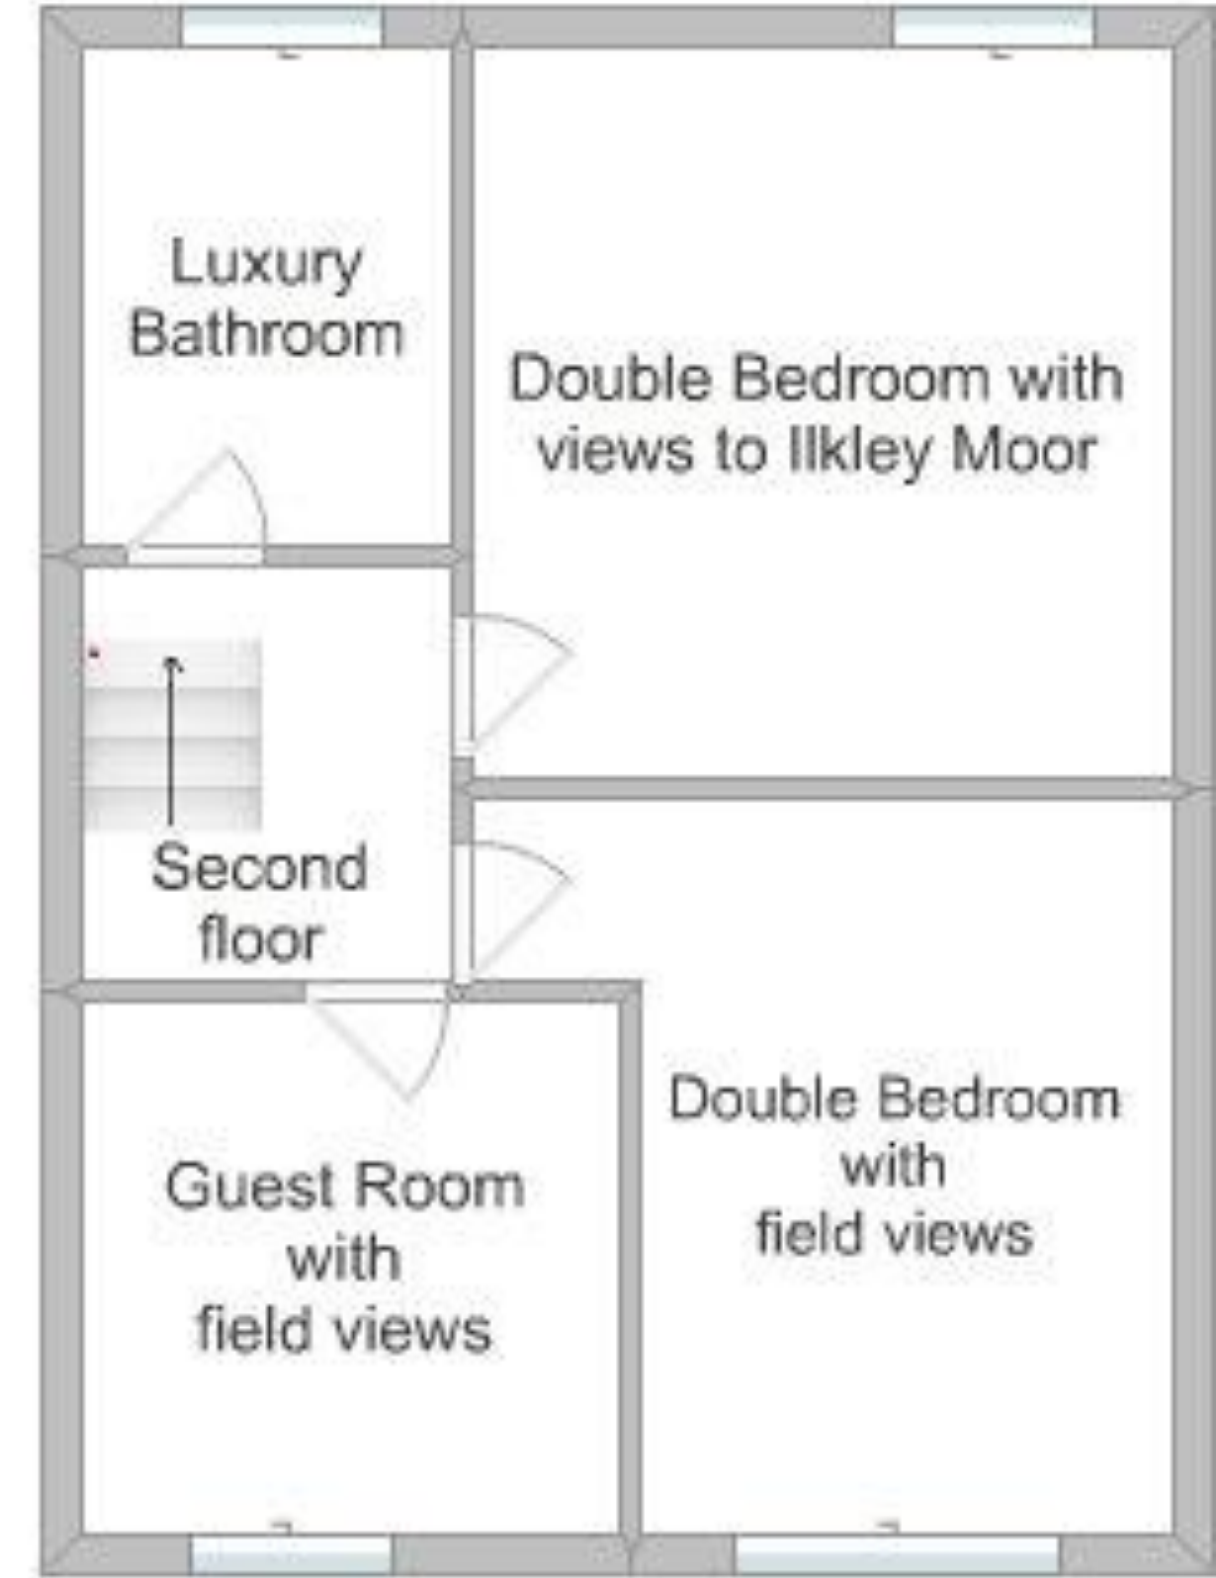 Luxury
Bathroom
Double Bedroom with
views to Ilkley Moor
Second
floor
Guest Room
with
field views
Double Bedroom
with
field views